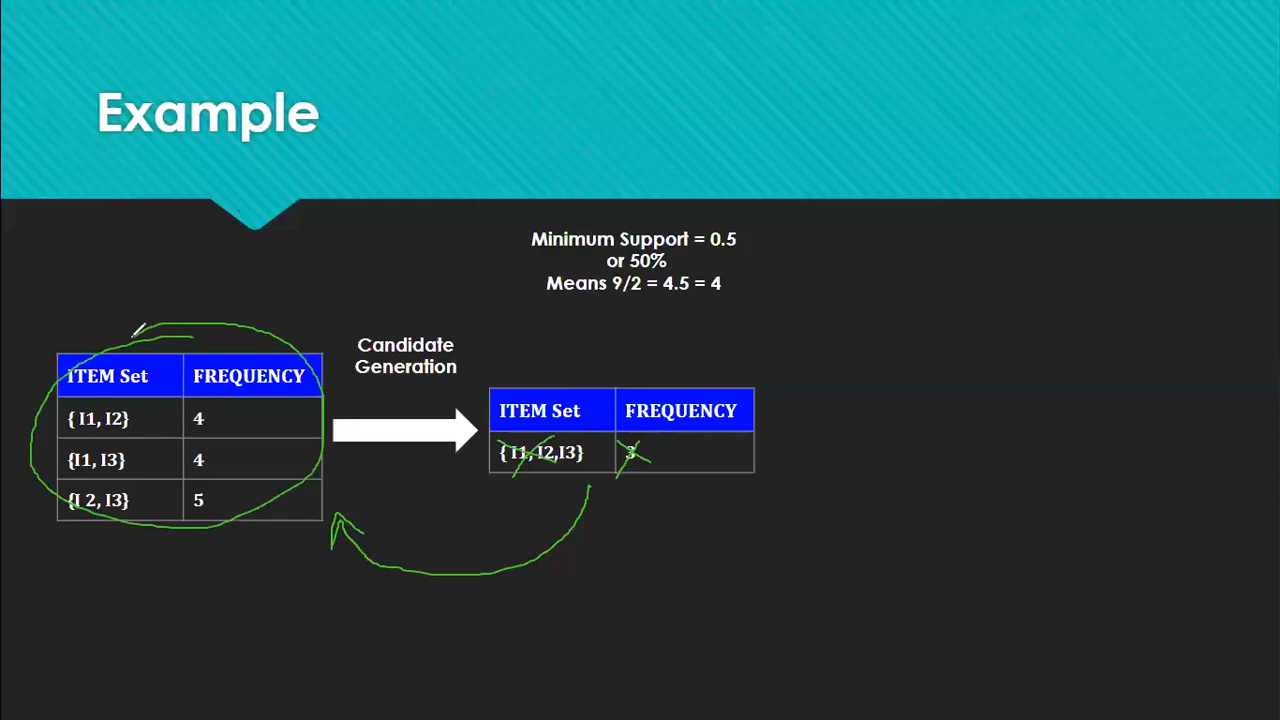 Example
Minimum Support = 0.5
or 50%
Means 9/2 = 4.5 = 4
Candidate
Generation
ITEM Set FREQUENCY
{ I1, I2} 4
{I1, I3} 4
{I 2, I3} 5
ITEM Set FREQUENCY
{ I1, I2,I3} 3